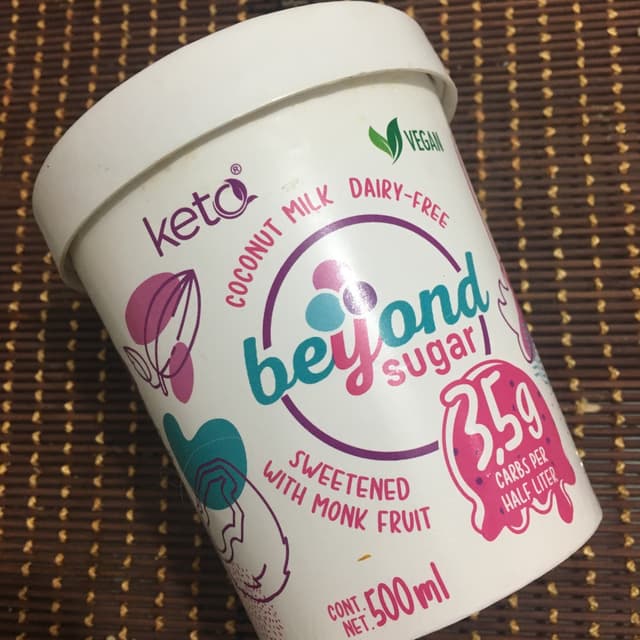 VEGAN
keto®
COCONUT MILK DAIRY-FREE
beyond
sugar
3.5g
CARBS PER
HALF LITER
SWEETENED
WITH MONK FRUIT
CONT.
NET. 500ml